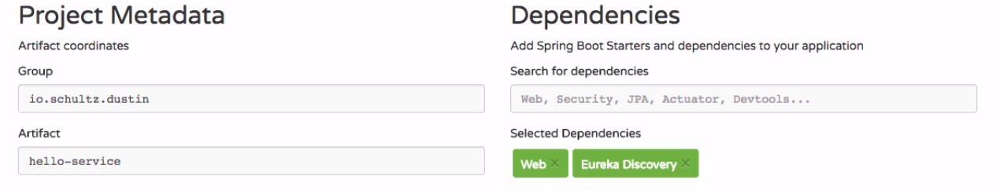 Project Metadata
Artifact coordinates
Group
io.schultz.dustin
Artifact
hello-service
Dependencies
Add Spring Boot Starters and dependencies to your application
Search for dependencies
Web, Security, JPA, Actuator, Devtools...
Selected Dependencies
Web ×
Eureka Discovery ×